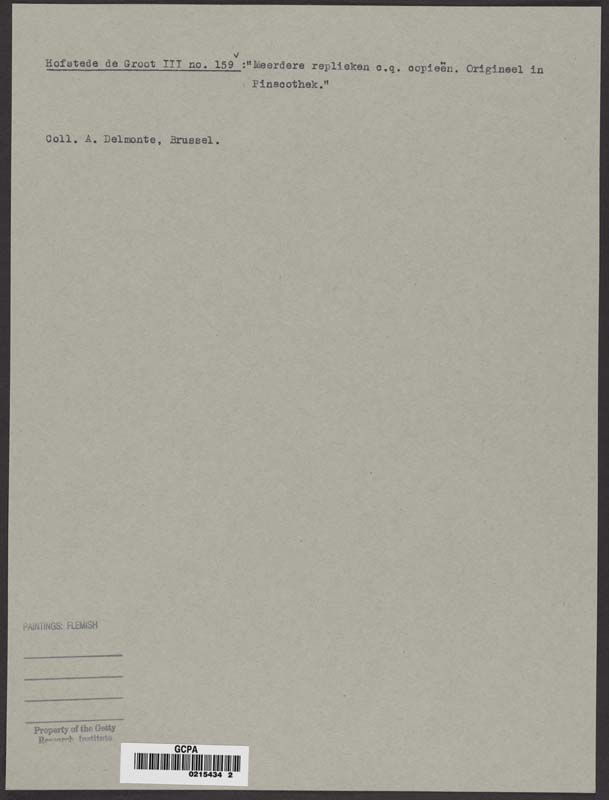 Hofstede de Groot III no. 159 :"Meerdere replieken c.q. copieën. Origineel in
Pinacothek."
Coll. A. Delmonte, Brussel.
PAINTINGS: FLEMISH
Property of the Getty
Research Institute
GCPA
0215434 2